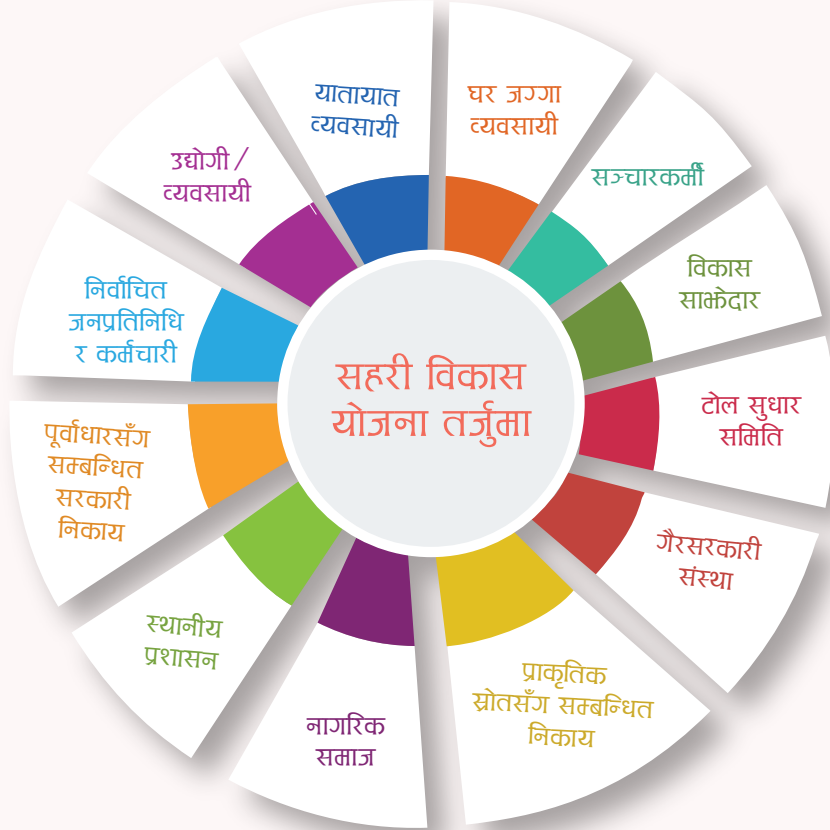 यातायात
व्यवसायी
घर जग्गा
व्यवसायी
सञ्चारकर्मी
विकास
साझेदार
टोल सुधार
समिति
गैरसरकारी
संस्था
प्राकृतिक
स्रोतसँग सम्बन्धित
निकाय
नागरिक
समाज
स्थानीय
प्रशासन
पूर्वाधारसँग
सम्बन्धित
सरकारी
निकाय
निर्वाचित
जनप्रतिनिधि
र कर्मचारी
उद्योगी /
व्यवसायी
सहरी विकास
योजना तर्जुमा